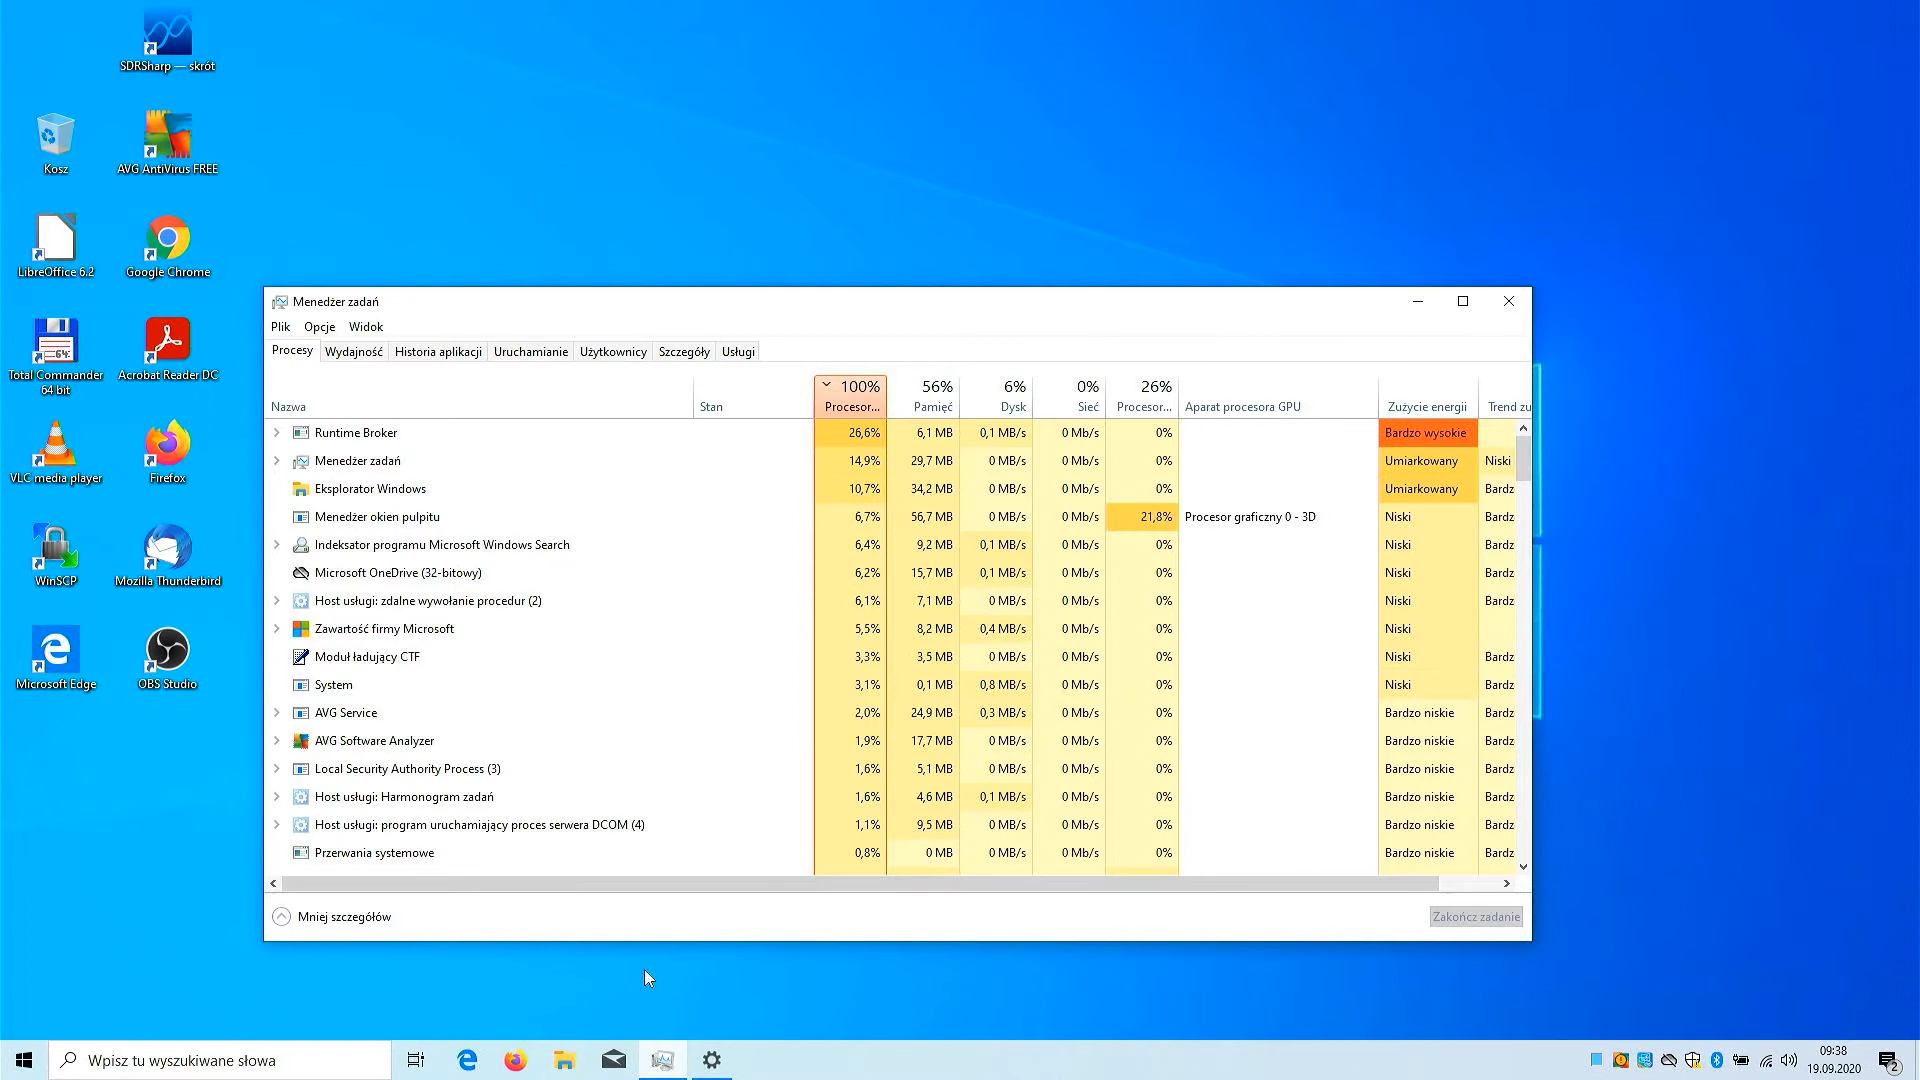 SDRSharp — skrót
Kosz
AVG AntiVirus FREE
LibreOffice 6.2
Google Chrome
Total Commander
64 bit
Acrobat Reader DC
VLC media player
Firefox
WinSCP
Mozilla Thunderbird
Microsoft Edge
OBS Studio
Menedżer zadań
Plik Opcje Widok
Procesy Wydajność Historia aplikacji Uruchamianie Użytkownicy Szczegóły Usługi
100% 56% 6% 0% 26%
Nazwa Stan Procesor... Pamięć Dysk Sieć Procesor... Aparat procesora GPU Zużycie energii Trend zu
Runtime Broker 26,6% 6,1 MB 0,1 MB/s 0 Mb/s 0% Bardzo wysokie
Menedżer zadań 14,9% 29,7 MB 0 MB/s 0 Mb/s 0% Umiarkowany Niski
Eksplorator Windows 10,7% 34,2 MB 0 MB/s 0 Mb/s 0% Umiarkowany Bardz
Menedżer okien pulpitu 6,7% 56,7 MB 0 MB/s 0 Mb/s 21,8% Procesor graficzny 0 - 3D Niski Bardz
Indeksator programu Microsoft Windows Search 6,4% 9,2 MB 0,1 MB/s 0 Mb/s 0% Niski Bardz
Microsoft OneDrive (32-bitowy) 6,2% 15,7 MB 0,1 MB/s 0 Mb/s 0% Niski Bardz
Host usługi: zdalne wywołanie procedur (2) 6,1% 7,1 MB 0 MB/s 0 Mb/s 0% Niski Bardz
Zawartość firmy Microsoft 5,5% 8,2 MB 0,4 MB/s 0 Mb/s 0% Niski
Moduł ładujący CTF 3,3% 3,5 MB 0 MB/s 0 Mb/s 0% Niski Bardz
System 3,1% 0,1 MB 0,8 MB/s 0 Mb/s 0% Niski Bardz
AVG Service 2,0% 24,9 MB 0,3 MB/s 0 Mb/s 0% Bardzo niskie Bardz
AVG Software Analyzer 1,9% 17,7 MB 0 MB/s 0 Mb/s 0% Bardzo niskie Bardz
Local Security Authority Process (3) 1,6% 5,1 MB 0 MB/s 0 Mb/s 0% Bardzo niskie Bardz
Host usługi: Harmonogram zadań 1,6% 4,6 MB 0,1 MB/s 0 Mb/s 0% Bardzo niskie Bardz
Host usługi: program uruchamiający proces serwera DCOM (4) 1,1% 9,5 MB 0 MB/s 0 Mb/s 0% Bardzo niskie Bardz
Przerwania systemowe 0,8% 0 MB 0 MB/s 0 Mb/s 0% Bardzo niskie Bardz
Mniej szczegółów Zakończ zadanie
Wpisz tu wyszukiwane słowa
09:38
19.09.2020
2